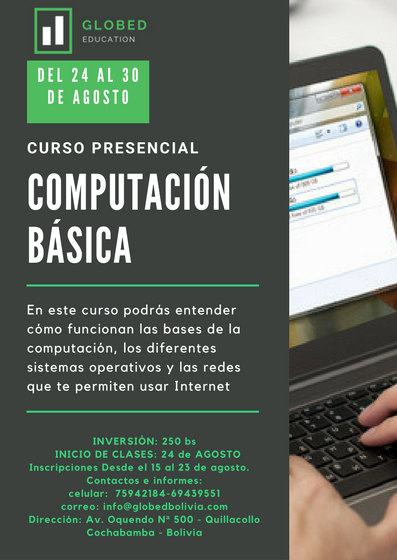 GLOBED
EDUCATION
DEL 24 AL 30
DE AGOSTO
CURSO PRESENCIAL
COMPUTACIÓN
BÁSICA
En este curso podrás entender
cómo funcionan las bases de la
computación, los diferentes
sistemas operativos y las redes
que te permiten usar Internet
INVERSIÓN: 250 bs
INICIO DE CLASES: 24 de AGOSTO
Inscripciones Desde el 15 al 23 de agosto.
Contactos e informes:
celular: 75942184-69439551
correo: info@globedbolivia.com
Dirección: Av. Oquendo Nº 500 - Quillacollo
Cochabamba - Bolivia